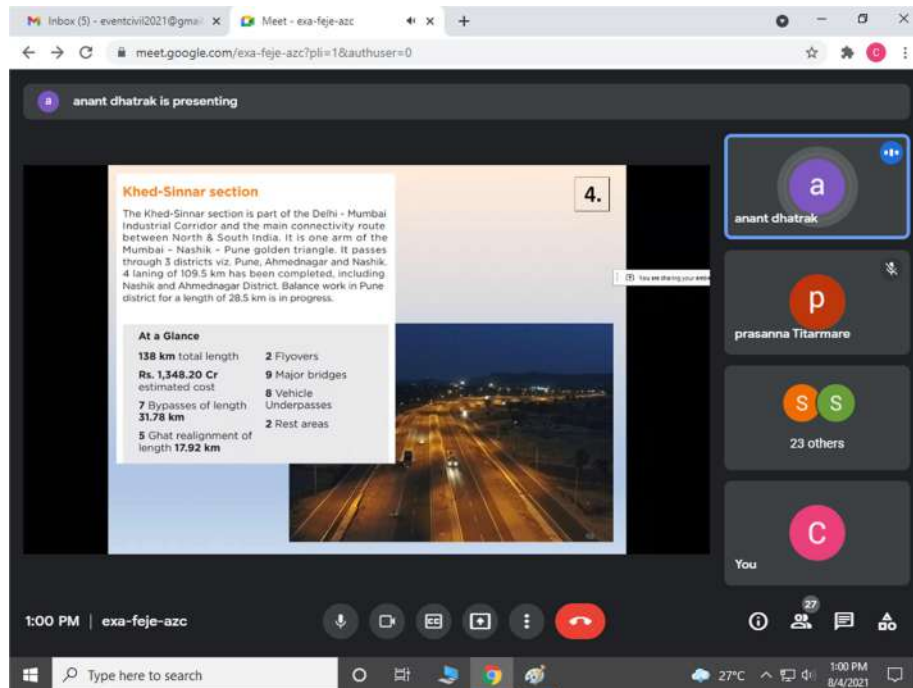 Inbox (5) - eventcivil2021@gmai
Meet - exa-feje-azc
meet.google.com/exa-feje-azc?pli=1&authuser=0
C
a
anant dhatrak is presenting
Khed-Sinnar section
4.
The Khed-Sinnar section is part of the Delhi - Mumbai
Industrial Corridor and the main connectivity route
between North & South India. It is one arm of the
Mumbai - Nashik - Pune golden triangle. It passes
through 3 districts viz. Pune, Ahmednagar and Nashik.
4 laning of 109.5 km has been completed, including
Nashik and Ahmednagar District. Balance work in Pune
district for a length of 28.5 km is in progress.
At a Glance
138 km total length
Rs. 1,348.20 Cr
estimated cost
7 Bypasses of length
31.78 km
5 Ghat realignment of
length 17.92 km
2 Flyovers
9 Major bridges
8 Vehicle
Underpasses
2 Rest areas
You are sharing your
a
anant dhatrak
p
prasanna Titarmare
S S
23 others
C
You
1:00 PM | exa-feje-azc
CC
27
Type here to search
27°C
1:00 PM
8/4/2021